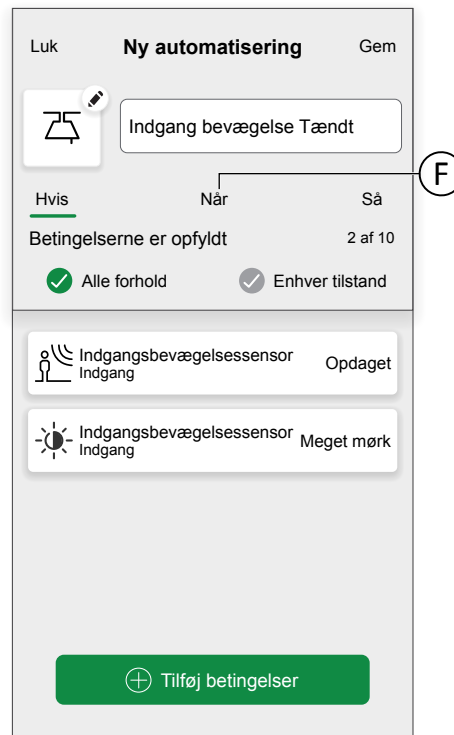 Luk Ny automatisering Gem
Indgang bevægelse Tændt
F
Hvis Når Så
Betingelserne er opfyldt 2 af 10
Alle forhold Enhver tilstand
Indgangsbevægelsessensor
Indgang
Opdaget
Indgangsbevægelsessensor
Indgang
Meget mørk
Tilføj betingelser